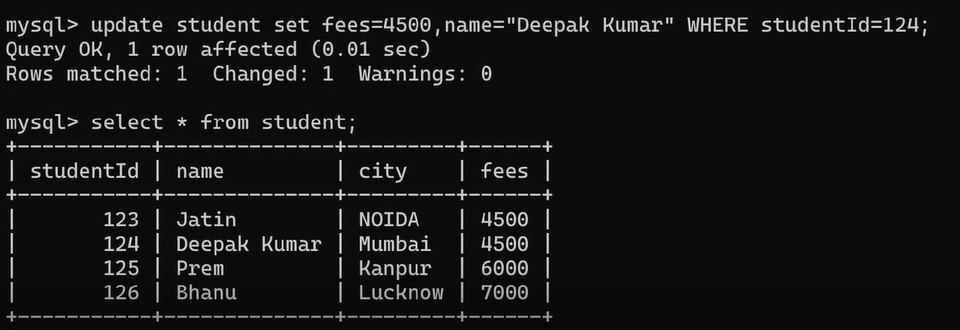 mysql> update student set fees=4500,name="Deepak Kumar" WHERE studentId=124;
Query OK, 1 row affected (0.01 sec)
Rows matched: 1  Changed: 1  Warnings: 0

mysql> select * from student;
+-----------+--------------+---------+------+
| studentId | name         | city    | fees |
+-----------+--------------+---------+------+
|       123 | Jatin        | NOIDA   | 4500 |
|       124 | Deepak Kumar | Mumbai  | 4500 |
|       125 | Prem         | Kanpur  | 6000 |
|       126 | Bhanu        | Lucknow | 7000 |
+-----------+--------------+---------+------+